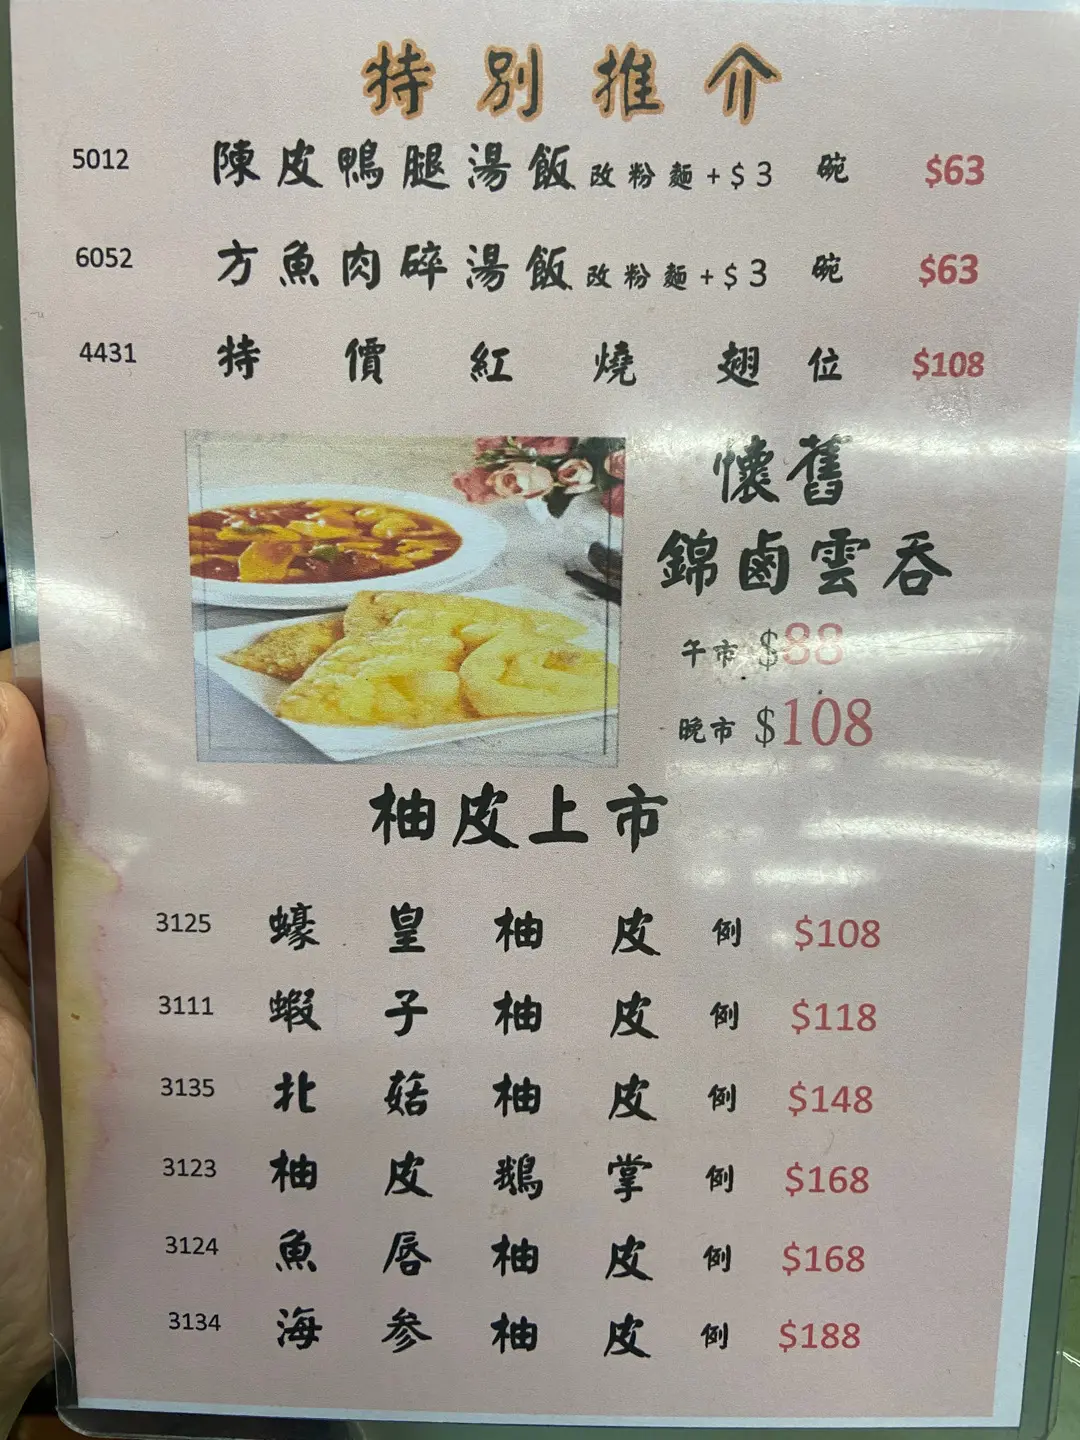 特別推介
5012 陳皮鴨腿湯飯 改粉麵+$3 碗 $63
6052 方魚肉碎湯飯 改粉麵+$3 碗 $63
4431 特價紅燒翅 位 $108
懷舊
錦鹵雲吞
午市 $88
晚市 $108
柚皮上市
3125 蠔皇柚皮 例 $108
3111 蝦子柚皮 例 $118
3135 北菇柚皮 例 $148
3123 柚皮鵝掌 例 $168
3124 魚唇柚皮 例 $168
3134 海参柚皮 例 $188